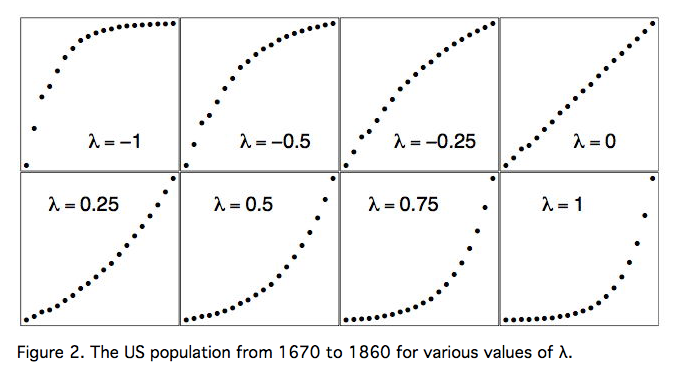 λ = −1
λ = −0.5
λ = −0.25
λ = 0
λ = 0.25
λ = 0.5
λ = 0.75
λ = 1
Figure 2. The US population from 1670 to 1860 for various values of λ.